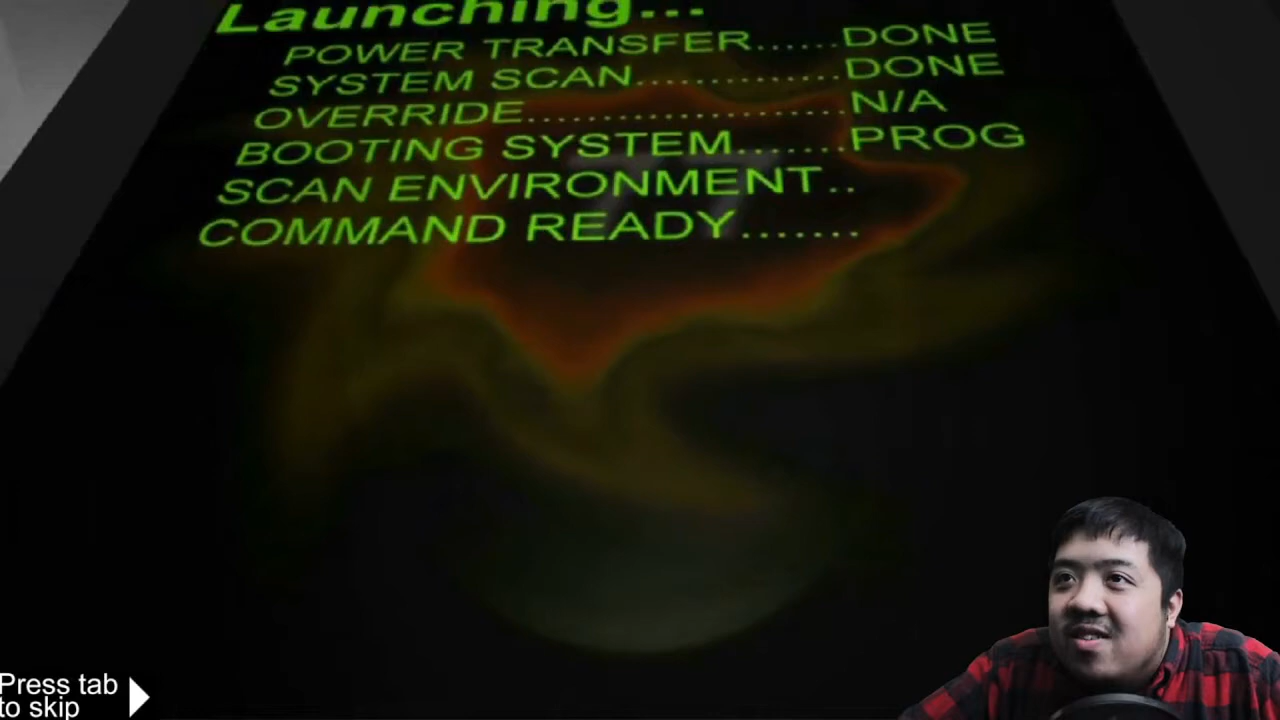 Launching...
POWER TRANSFER......DONE
SYSTEM SCAN..............DONE
OVERRIDE......................N/A
BOOTING SYSTEM.......PROG
SCAN ENVIRONMENT..
COMMAND READY.......
77
Press tab
to skip